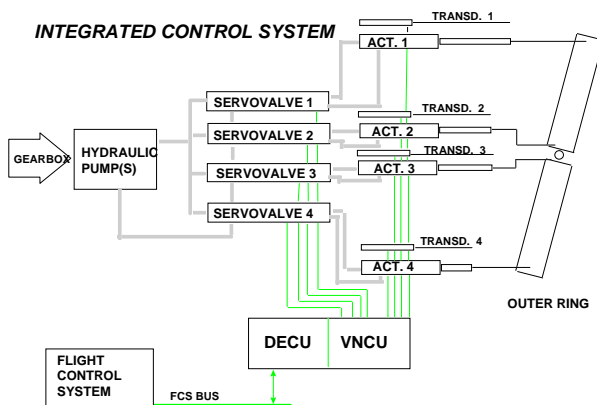 INTEGRATED CONTROL SYSTEM
TRANSD. 1
ACT. 1
SERVOVALVE 1
TRANSD. 2
SERVOVALVE 2
ACT. 2
GEARBOX
HYDRAULIC
PUMP(S)
TRANSD. 3
SERVOVALVE 3
ACT. 3
SERVOVALVE 4
TRANSD. 4
ACT. 4
OUTER RING
DECU
VNCU
FLIGHT
CONTROL
SYSTEM
FCS BUS